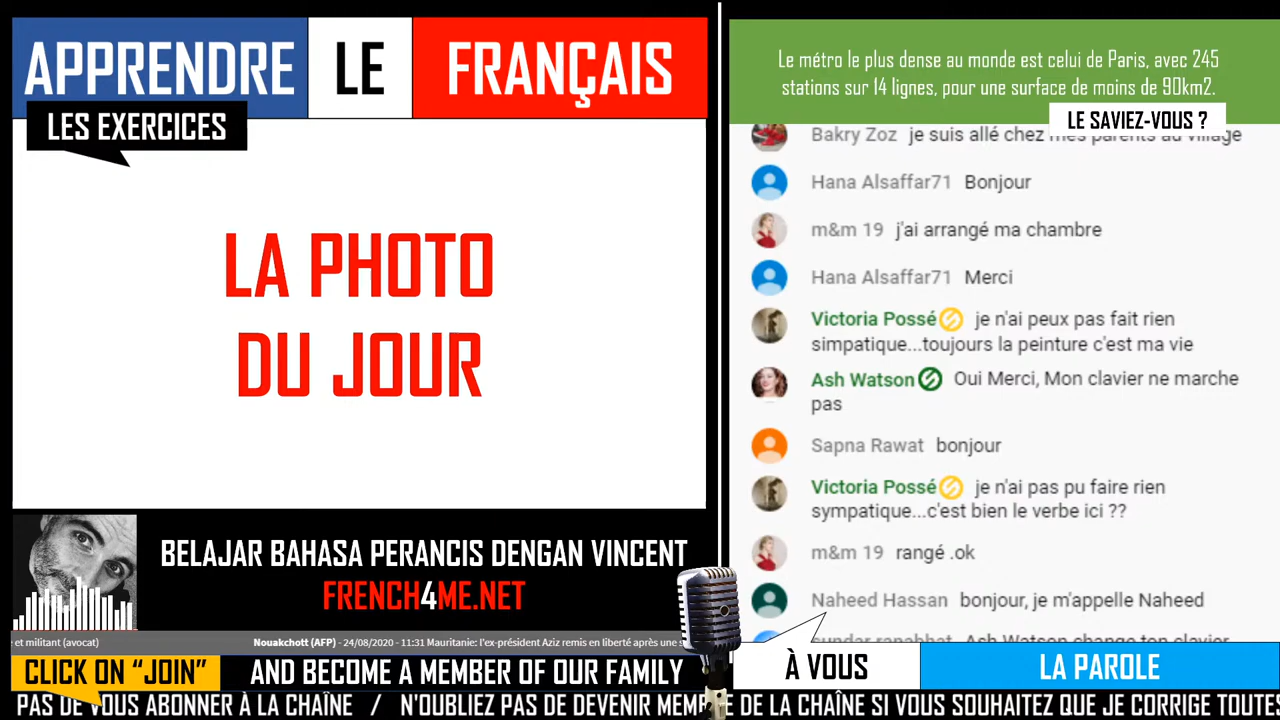 APPRENDRE LE FRANÇAIS
LES EXERCICES
LA PHOTO
DU JOUR
BELAJAR BAHASA PERANCIS DENGAN VINCENT
FRENCH4ME.NET
et militant (avocat) Nouakchott (AFP) - 24/08/2020 - 11:31 Mauritanie: l'ex-président Aziz remis en liberté après une s
CLICK ON “JOIN” AND BECOME A MEMBER OF OUR FAMILY
Le métro le plus dense au monde est celui de Paris, avec 245
stations sur 14 lignes, pour une surface de moins de 90km2.
LE SAVIEZ-VOUS ?
Bakry Zoz je suis allé chez mes parents au village
Hana Alsaffar71 Bonjour
m&m 19 j'ai arrangé ma chambre
Hana Alsaffar71 Merci
Victoria Possé je n'ai peux pas fait rien
simpatique...toujours la peinture c'est ma vie
Ash Watson Oui Merci, Mon clavier ne marche
pas
Sapna Rawat bonjour
Victoria Possé je n'ai pas pu faire rien
sympatique...c'est bien le verbe ici ??
m&m 19 rangé .ok
Naheed Hassan bonjour, je m'appelle Naheed
Ash Watson change ton clavier
À VOUS LA PAROLE
PAS DE VOUS ABONNER À LA CHAÎNE / N'OUBLIEZ PAS DE DEVENIR DE LA CHAÎNE SI VOUS SOUHAITEZ QUE JE CORRIGE TOUTES